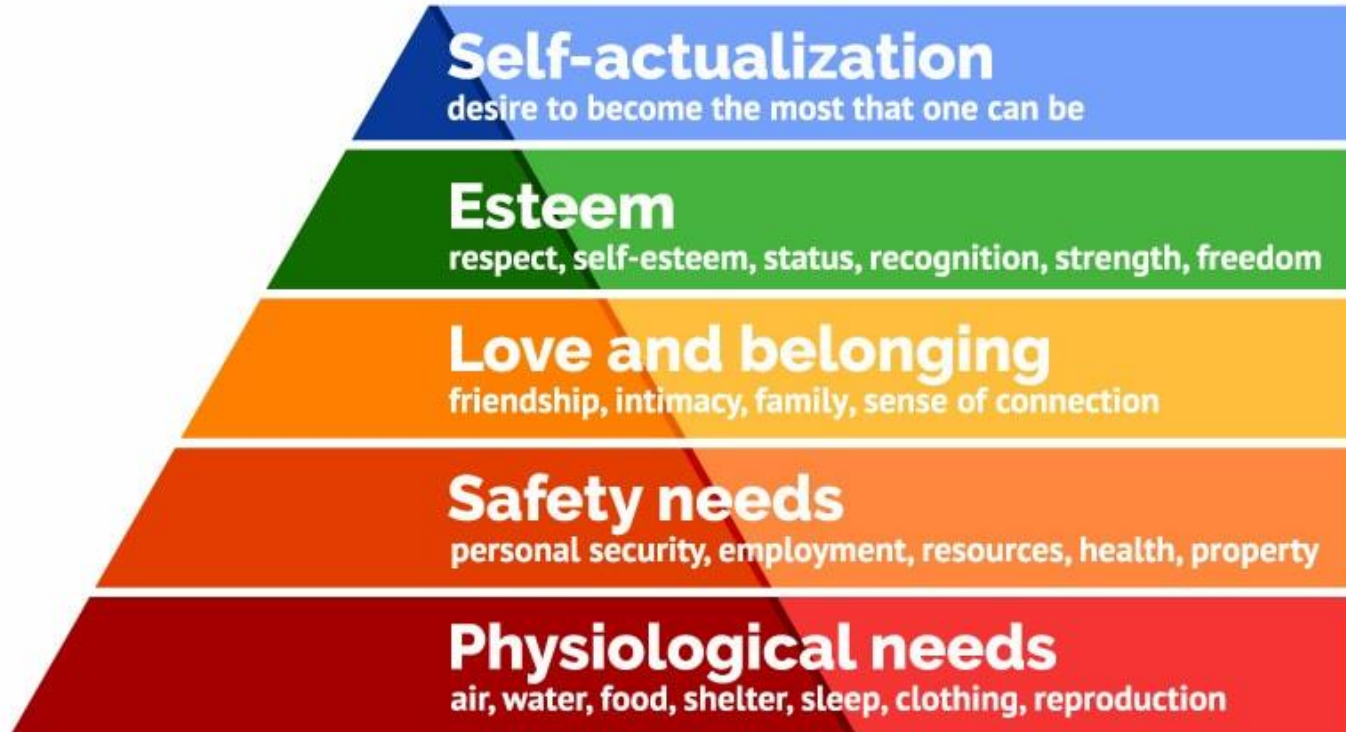 Self-actualization
desire to become the most that one can be
Esteem
respect, self-esteem, status, recognition, strength, freedom
Love and belonging
friendship, intimacy, family, sense of connection
Safety needs
personal security, employment, resources, health, property
Physiological needs
air, water, food, shelter, sleep, clothing, reproduction